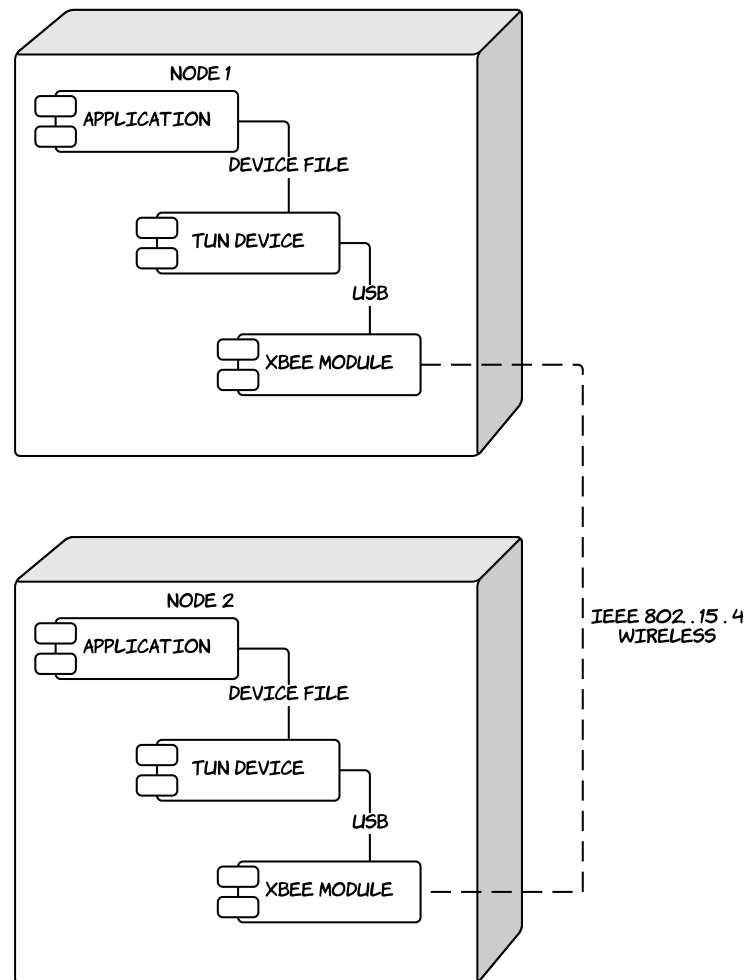 NODE 1
APPLICATION
DEVICE FILE
TUN DEVICE
USB
XBEE MODULE
NODE 2
IEEE 802.15.4
WIRELESS
APPLICATION
DEVICE FILE
TUN DEVICE
USB
XBEE MODULE